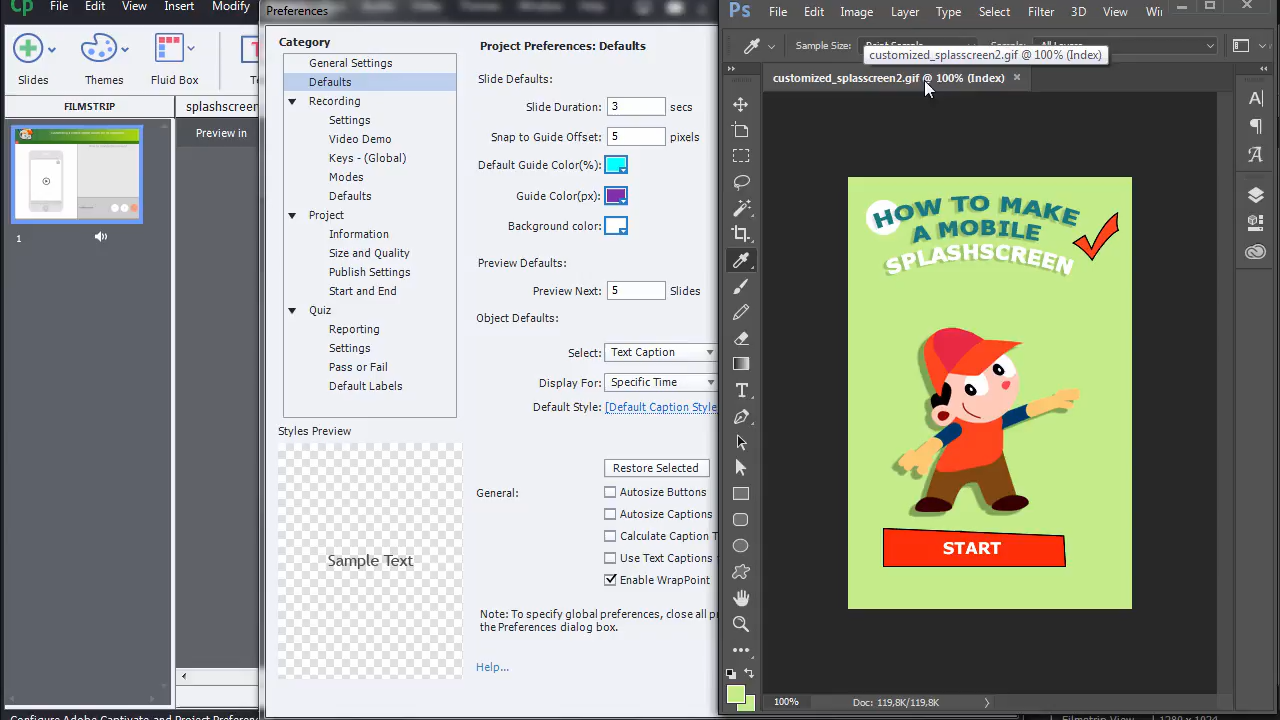 Cp File Edit View Insert Modify
Slides Themes Fluid Box
FILMSTRIP splashscreen
Preview in
1
Preferences
Category
General Settings
Defaults
Recording
Settings
Video Demo
Keys - (Global)
Modes
Defaults
Project
Information
Size and Quality
Publish Settings
Start and End
Quiz
Reporting
Settings
Pass or Fail
Default Labels
Styles Preview
Sample Text
Project Preferences: Defaults
Slide Defaults:
Slide Duration: 3 secs
Snap to Guide Offset: 5 pixels
Default Guide Color(%):
Guide Color(px):
Background color:
Preview Defaults:
Preview Next: 5 Slides
Object Defaults:
Select: Text Caption
Display For: Specific Time
Default Style: [Default Caption Style
Restore Selected
General: Autosize Buttons
Autosize Captions
Calculate Caption T
Use Text Captions
Enable WrapPoint
Note: To specify global preferences, close all pr
the Preferences dialog box.
Help...
Ps File Edit Image Layer Type Select Filter 3D View Wi
Sample Size:
customized_splasscreen2.gif @ 100% (Index)
customized_splasscreen2.gif @ 100% (Index) ×
HOW TO MAKE
A MOBILE
SPLASHSCREEN
START
100% Doc: 119,8K/119,8K